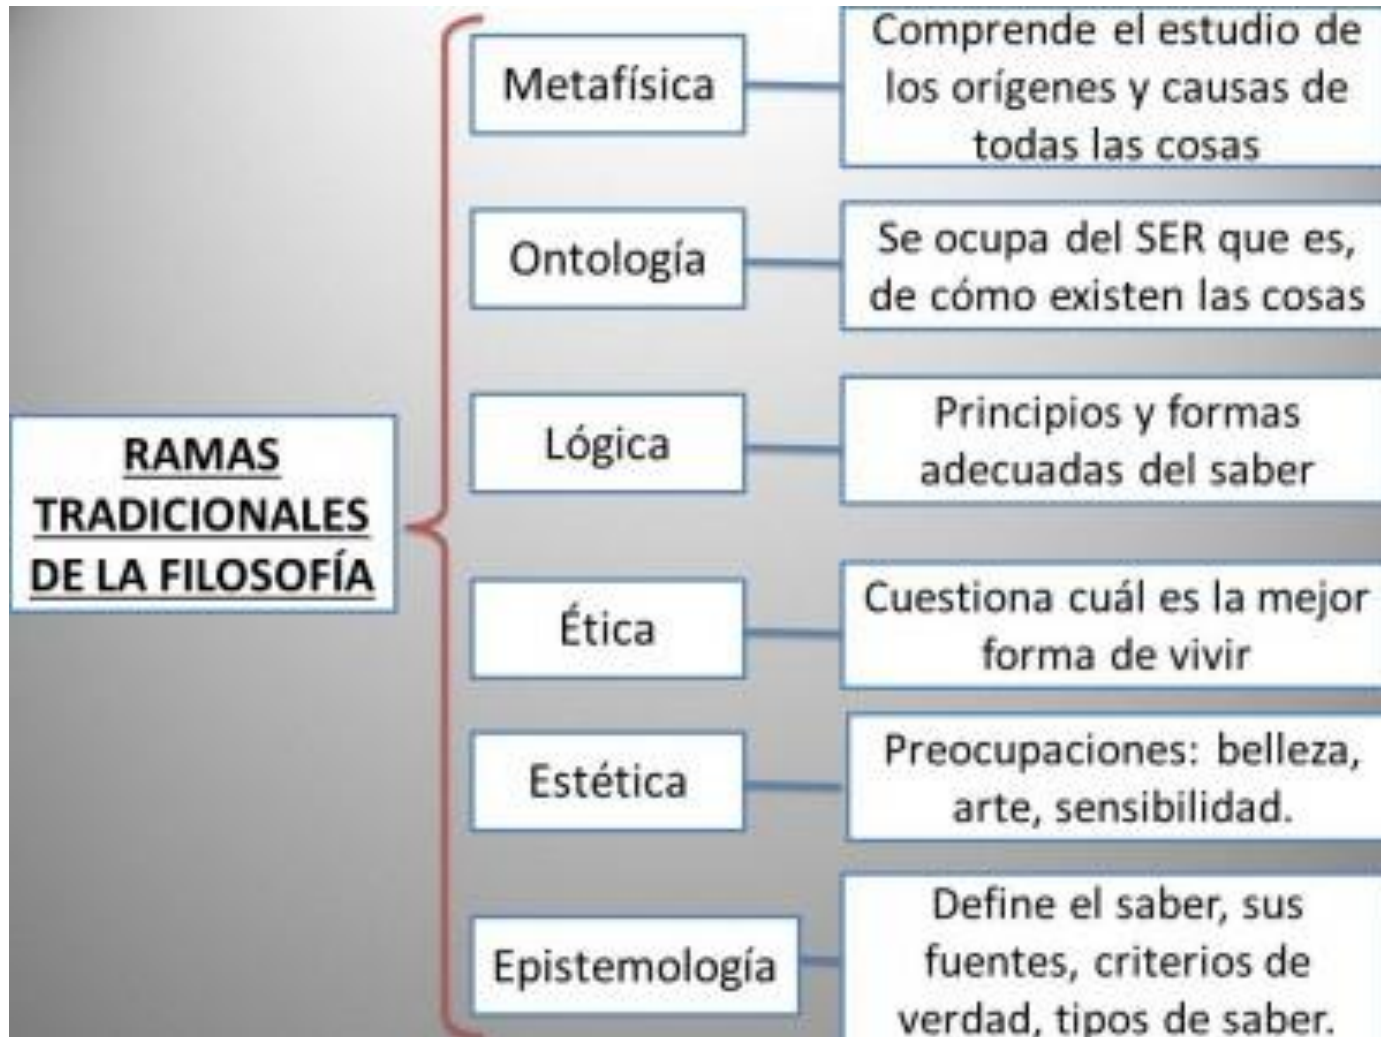 RAMAS
TRADICIONALES
DE LA FILOSOFÍA
Metafísica
Comprende el estudio de
los orígenes y causas de
todas las cosas
Ontología
Se ocupa del SER que es,
de cómo existen las cosas
Lógica
Principios y formas
adecuadas del saber
Ética
Cuestiona cuál es la mejor
forma de vivir
Estética
Preocupaciones: belleza,
arte, sensibilidad.
Epistemología
Define el saber, sus
fuentes, criterios de
verdad, tipos de saber.